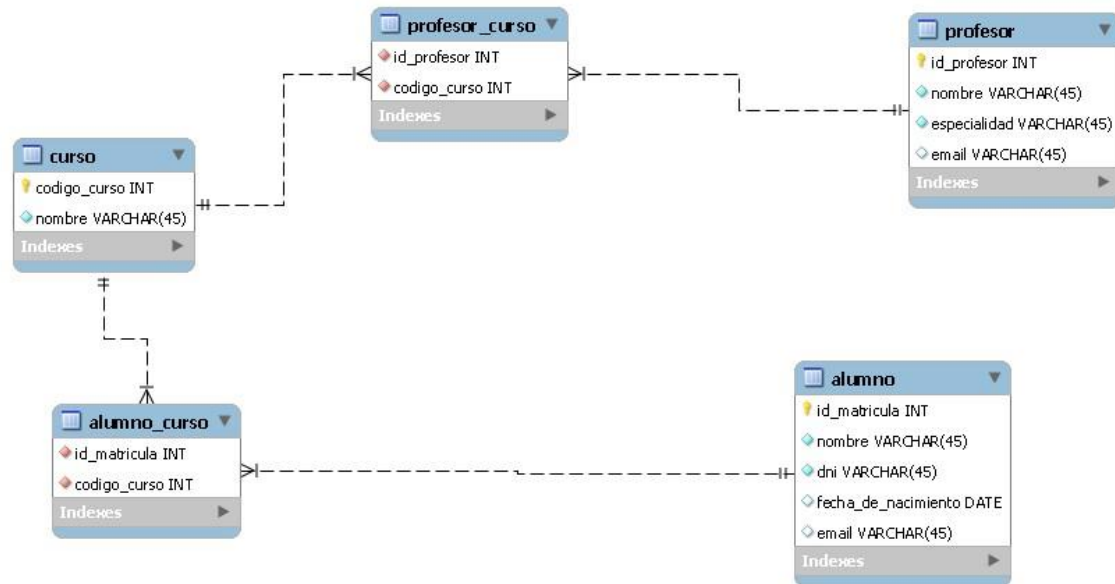 profesor_curso
id_profesor INT
codigo_curso INT
Indexes
profesor
id_profesor INT
nombre VARCHAR(45)
especialidad VARCHAR(45)
email VARCHAR(45)
Indexes
curso
codigo_curso INT
nombre VARCHAR(45)
Indexes
alumno_curso
id_matricula INT
codigo_curso INT
Indexes
alumno
id_matricula INT
nombre VARCHAR(45)
dni VARCHAR(45)
fecha_de_nacimiento DATE
email VARCHAR(45)
Indexes